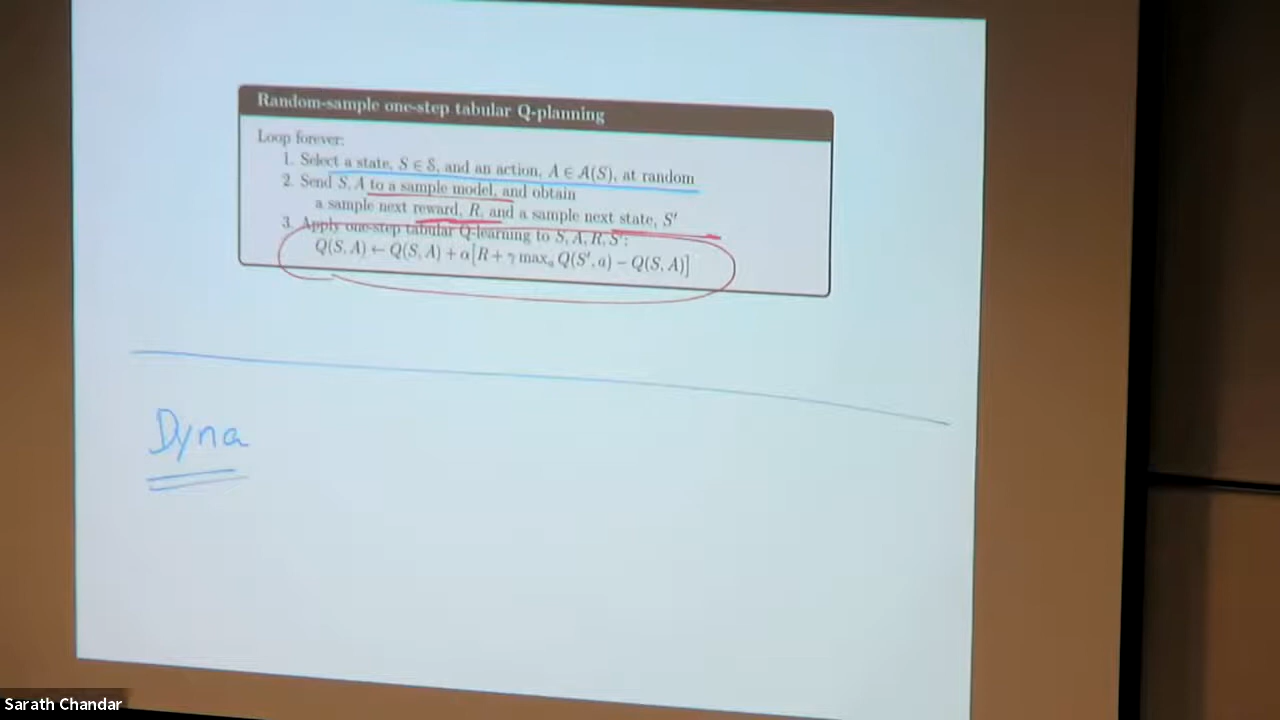 Random-sample one-step tabular Q-planning
Loop forever:
1. Select a state, S ∈ 𝒮, and an action, A ∈ 𝒜(S), at random
2. Send S, A to a sample model, and obtain
a sample next reward, R, and a sample next state, S′
3. Apply one-step tabular Q-learning to S, A, R, S′:
Q(S, A) ← Q(S, A) + α[R + γ maxₐ Q(S′, a) − Q(S, A)]
Dyna
Sarath Chandar